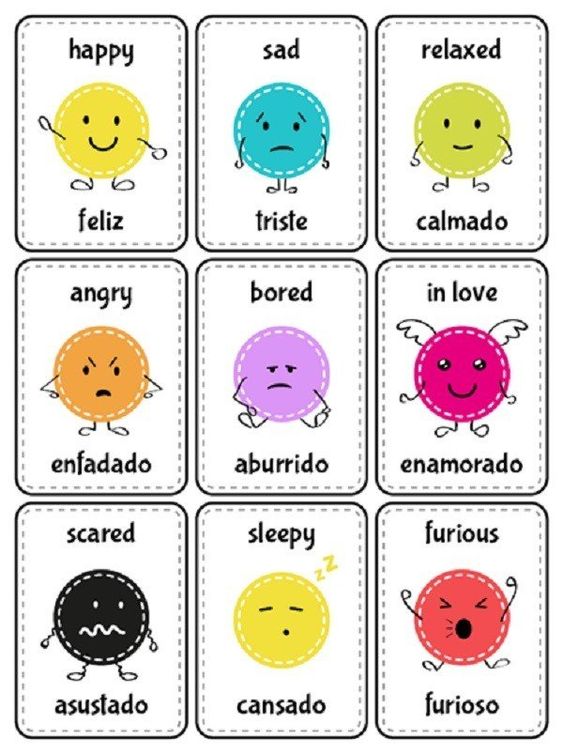 happy
sad
relaxed
feliz
triste
calmado
angry
bored
in love
enfadado
aburrido
enamorado
scared
sleepy
furious
zzz
asustado
cansado
furioso